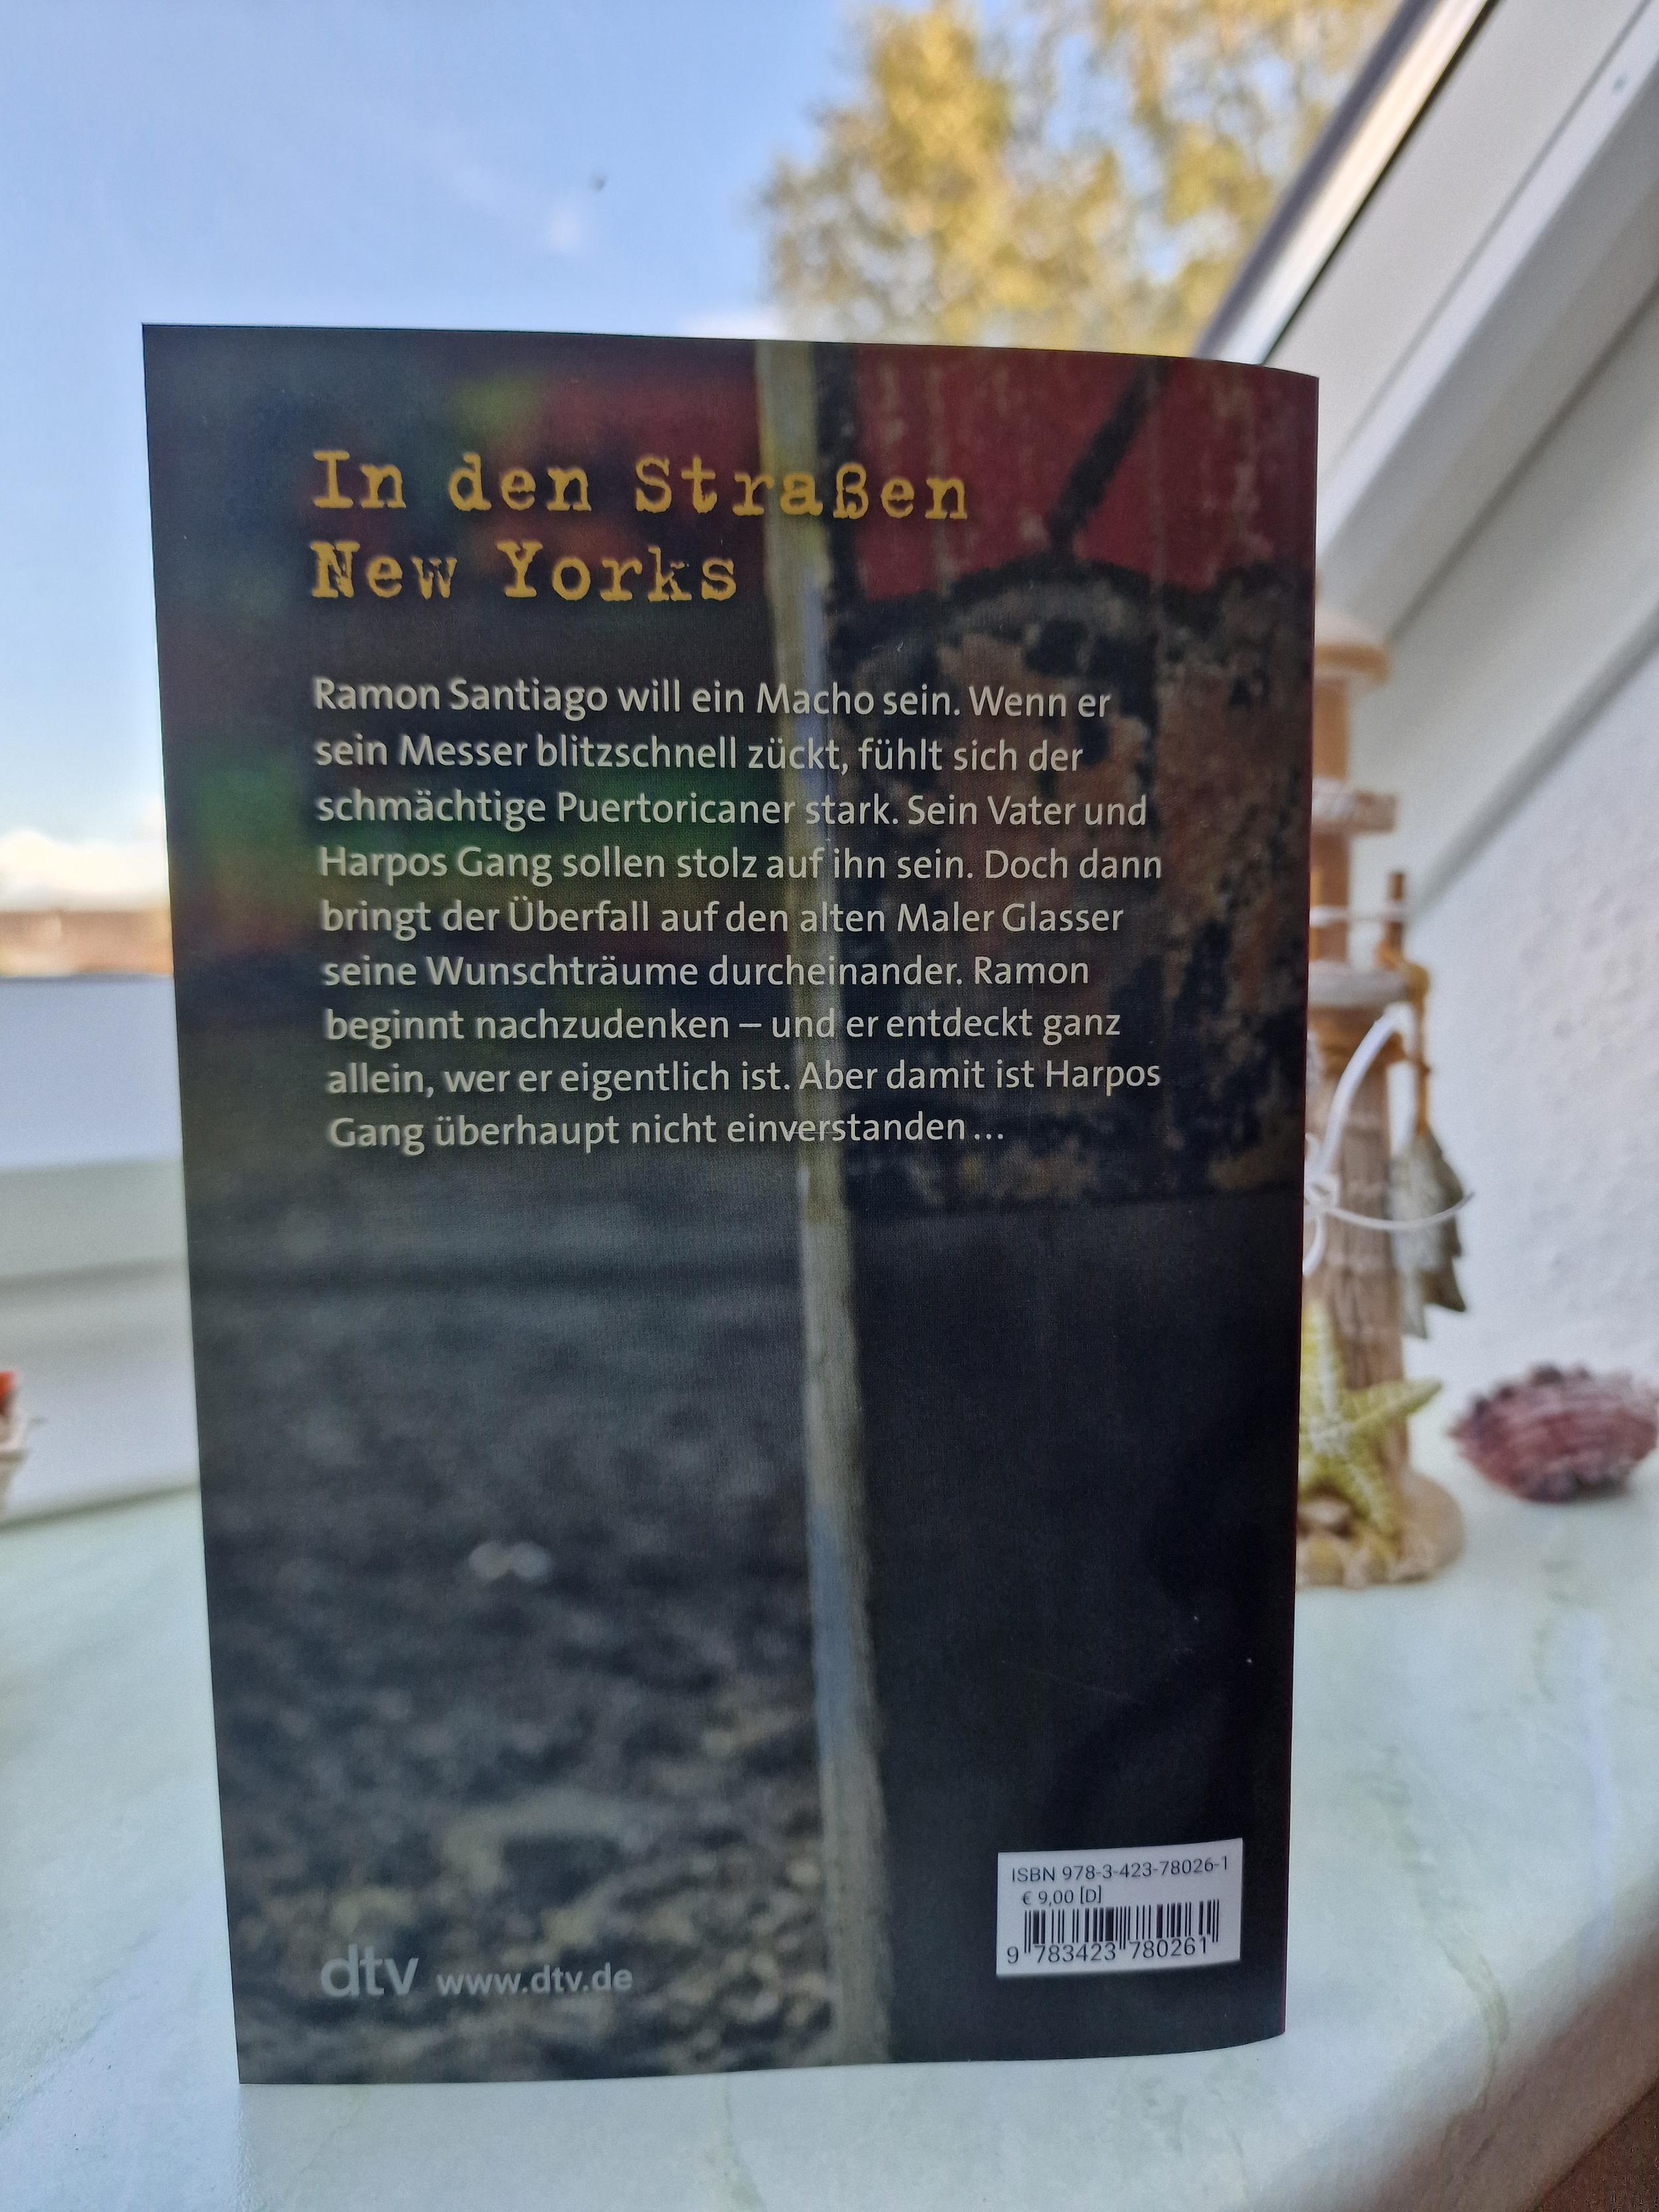 In den Straßen
New Yorks
Ramon Santiago will ein Macho sein. Wenn er
sein Messer blitzschnell zückt, fühlt sich der
schmächtige Puertoricaner stark. Sein Vater und
Harpos Gang sollen stolz auf ihn sein. Doch dann
bringt der Überfall auf den alten Maler Glasser
seine Wunschträume durcheinander. Ramon
beginnt nachzudenken – und er entdeckt ganz
allein, wer er eigentlich ist. Aber damit ist Harpos
Gang überhaupt nicht einverstanden ...
ISBN 978-3-423-78026-1
€ 9,00 [D]
9 783423 780261
dtv www.dtv.de